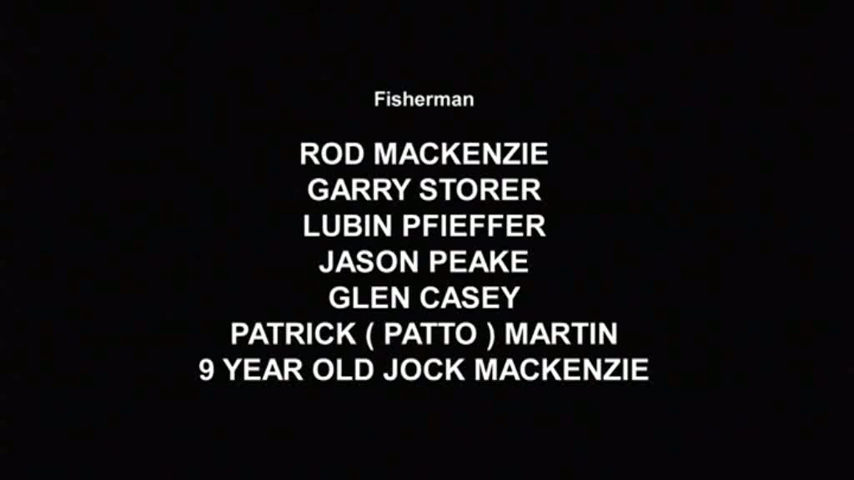 Fisherman
ROD MACKENZIE
GARRY STORER
LUBIN PFIEFFER
JASON PEAKE
GLEN CASEY
PATRICK ( PATTO ) MARTIN
9 YEAR OLD JOCK MACKENZIE